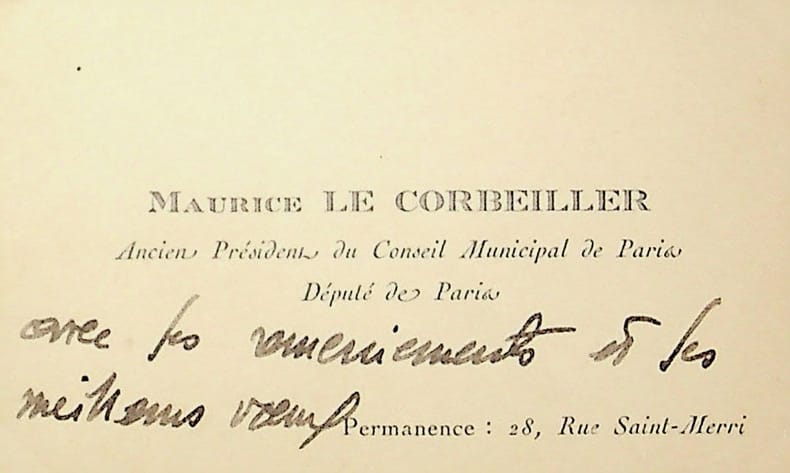 MAURICE LE CORBEILLER
Ancien Président du Conseil Municipal de Paris
Député de Paris
avec ses remerciements et ses
meilleurs vœux
Permanence : 28, Rue Saint-Merri